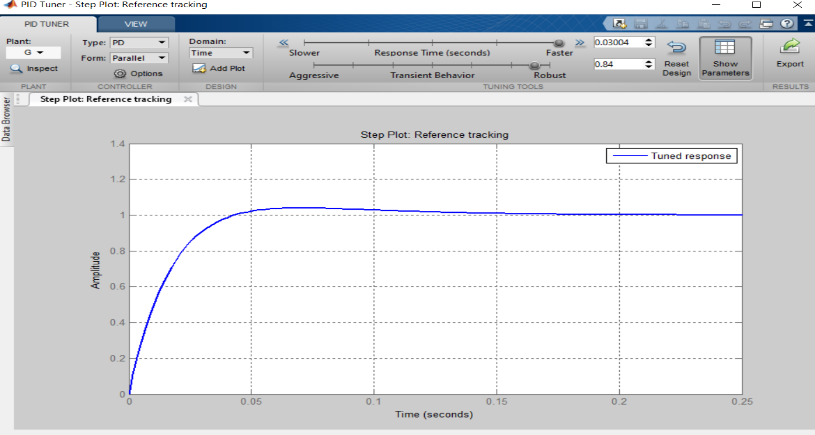 PID Tuner - Step Plot: Reference tracking
PID TUNER VIEW
Plant: Type: PD Domain: 0.03004
G Form: Parallel Time Slower Response Time (seconds) Faster
Inspect Options Add Plot Aggressive Transient Behavior Robust 0.84 Reset Design Show Parameters Export
PLANT CONTROLLER DESIGN TUNING TOOLS RESULTS
Data Browser
Step Plot: Reference tracking
Step Plot: Reference tracking
Tuned response
1.4
1.2
1
0.8
0.6
0.4
0.2
0
Amplitude
0 0.05 0.1 0.15 0.2 0.25
Time (seconds)